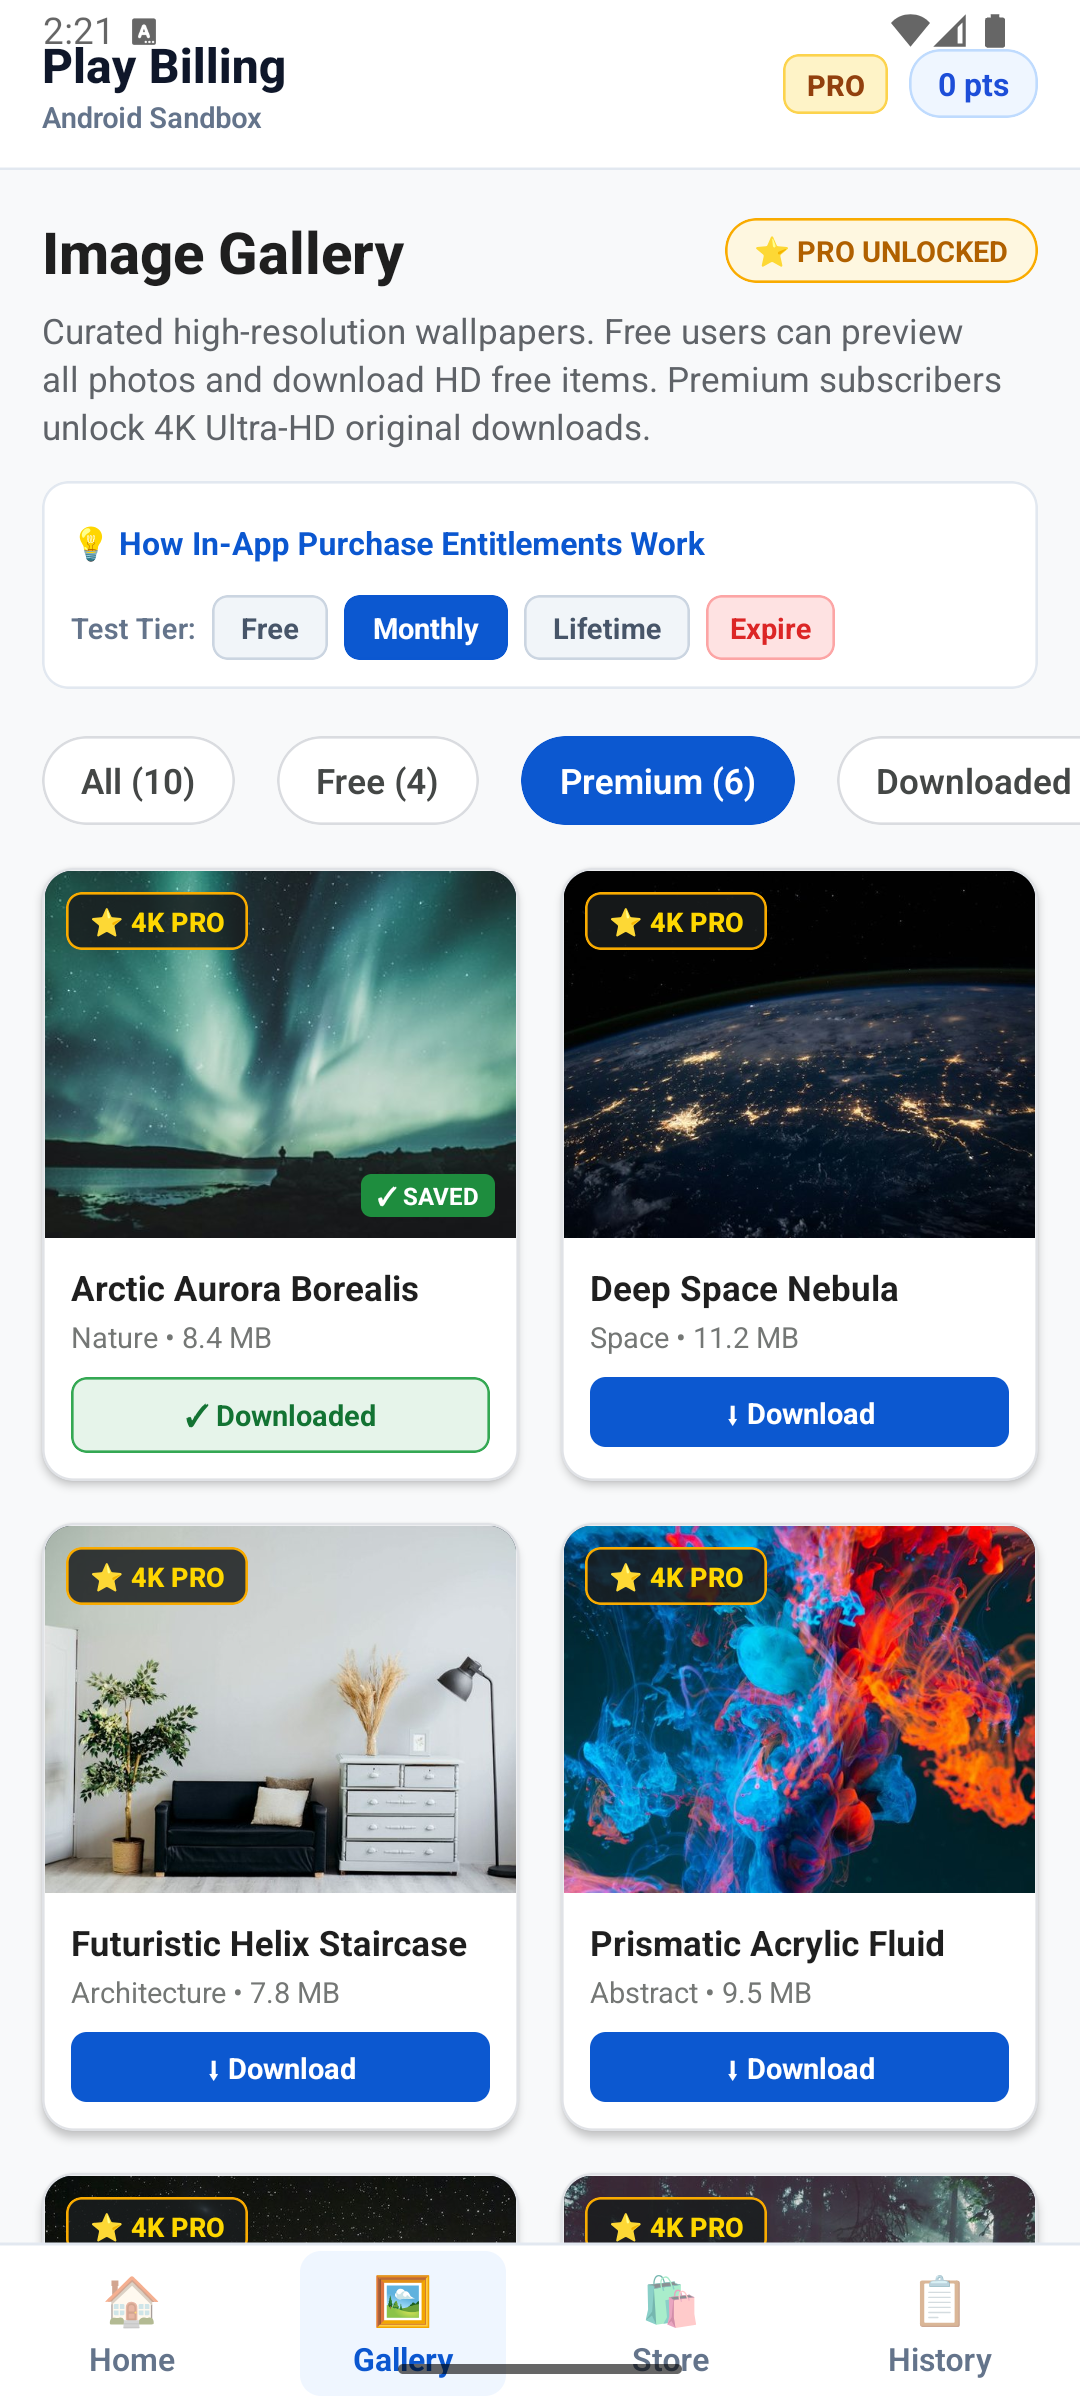 2:21
Play Billing
Android Sandbox
PRO
0 pts
Image Gallery
⭐ PRO UNLOCKED
Curated high-resolution wallpapers. Free users can preview
all photos and download HD free items. Premium subscribers
unlock 4K Ultra-HD original downloads.
💡 How In-App Purchase Entitlements Work
Test Tier: Free Monthly Lifetime Expire
All (10) Free (4) Premium (6) Downloaded
⭐ 4K PRO
✓ SAVED
Arctic Aurora Borealis
Nature • 8.4 MB
✓ Downloaded
⭐ 4K PRO
Deep Space Nebula
Space • 11.2 MB
⭳ Download
⭐ 4K PRO
Futuristic Helix Staircase
Architecture • 7.8 MB
⭳ Download
⭐ 4K PRO
Prismatic Acrylic Fluid
Abstract • 9.5 MB
⭳ Download
⭐ 4K PRO
⭐ 4K PRO
Home Gallery Store History